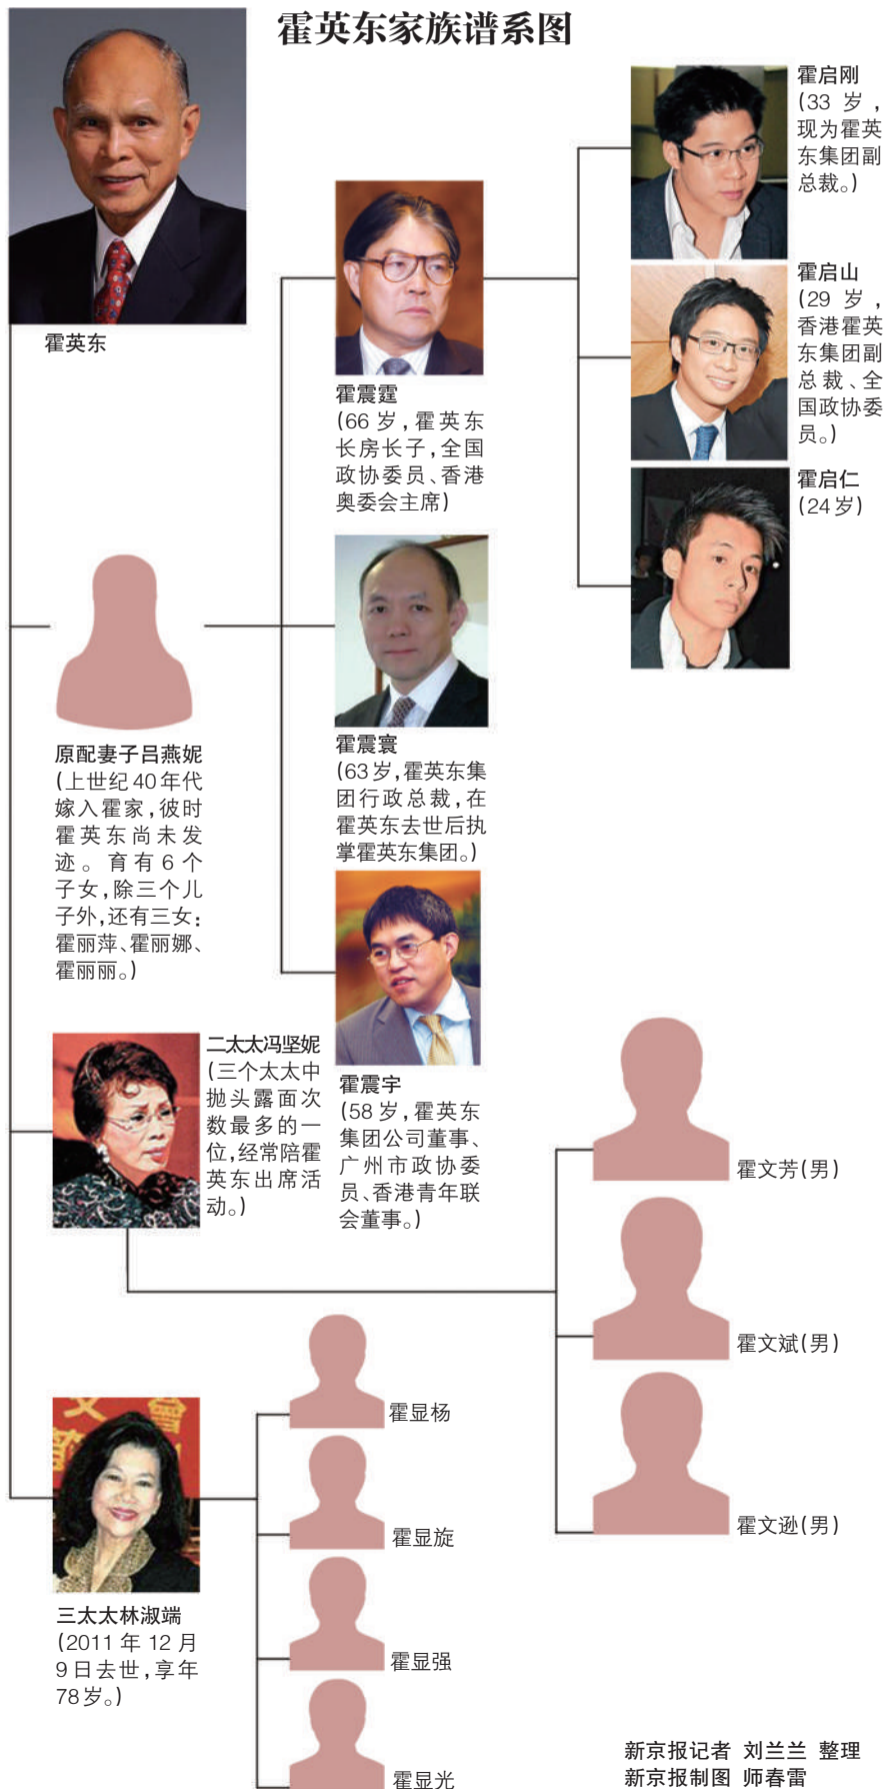 霍英东家族谱系图
霍英东
霍启刚
(33岁，
现为霍英
东集团副
总裁。)
霍启山
(29岁，
香港霍英
东集团副
总裁、全
国政协委
员。)
霍启仁
(24岁)
霍震霆
(66岁，霍英东
长房长子，全国
政协委员、香港
奥委会主席)
霍震寰
(63岁，霍英东集
团行政总裁，在
霍英东去世后执
掌霍英东集团。)
原配妻子吕燕妮
(上世纪40年代
嫁入霍家，彼时
霍英东尚未发
迹。育有6个
子女，除三个儿
子外，还有三女：
霍丽萍、霍丽娜、
霍丽丽。)
霍震宇
(58岁，霍英东
集团公司董事、
广州市政协委
员、香港青年联
会董事。)
二太太冯坚妮
(三个太太中
抛头露面次
数最多的一
位，经常陪霍
英东出席活
动。)
霍文芳(男)
霍文斌(男)
霍文逊(男)
三太太林淑端
(2011年12月
9日去世，享年
78岁。)
霍显杨
霍显旋
霍显强
霍显光
新京报记者 刘兰兰 整理
新京报制图 师春雷